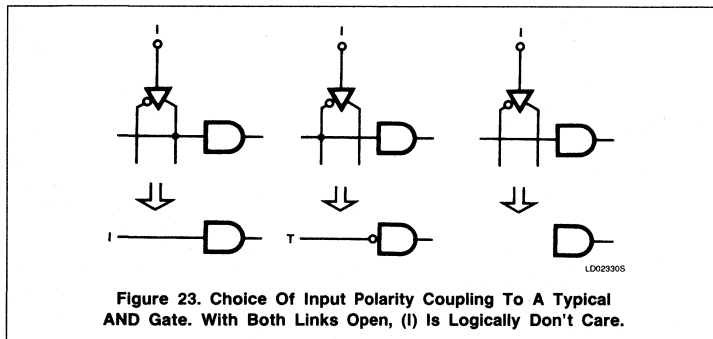 I
I
I
I
T
LD02330S
Figure 23. Choice Of Input Polarity Coupling To A Typical
AND Gate. With Both Links Open, (I) Is Logically Don't Care.